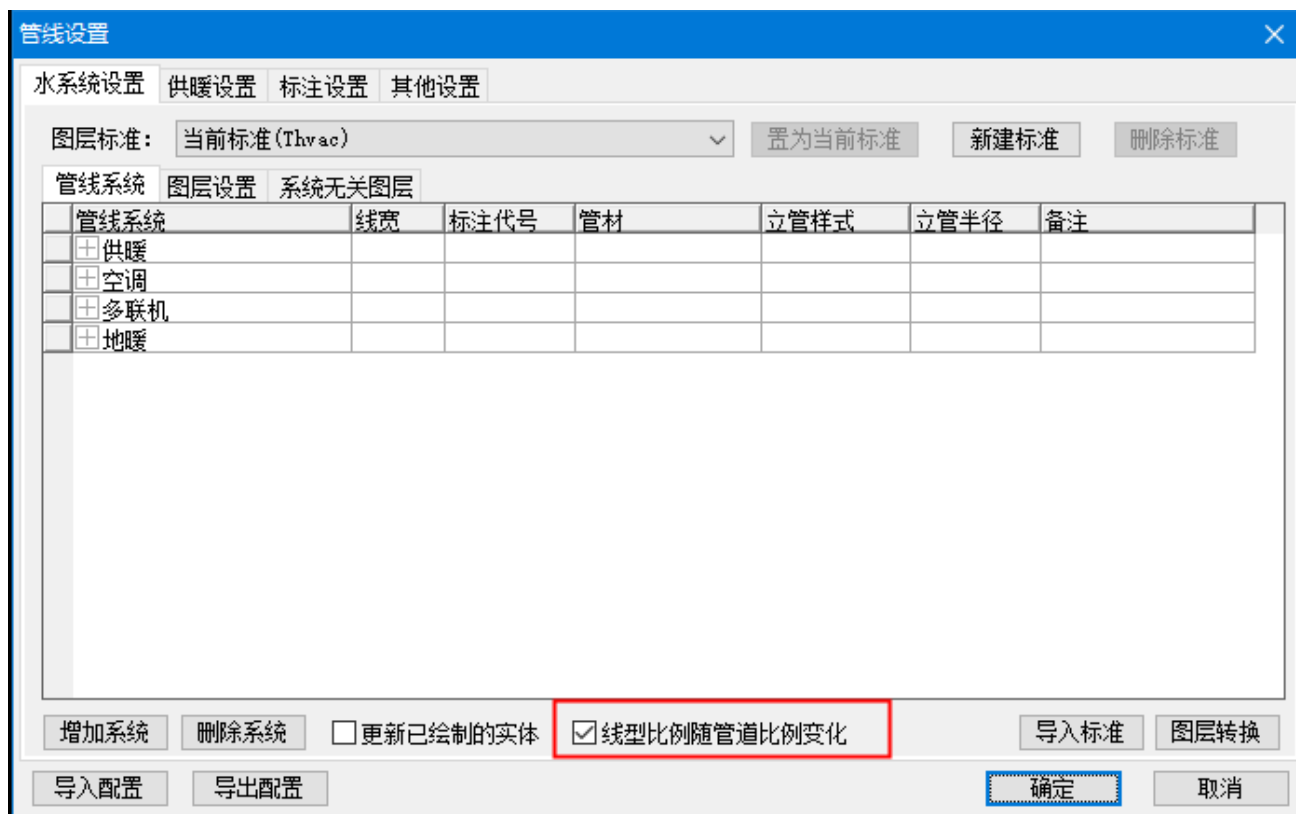 管线设置
水系统设置 供暖设置 标注设置 其他设置
图层标准: 当前标准(Thvac) 置为当前标准 新建标准 删除标准
管线系统 图层设置 系统无关图层
管线系统 线宽 标注代号 管材 立管样式 立管半径 备注
供暖
空调
多联机
地暖
增加系统 删除系统 更新已绘制的实体 线型比例随管道比例变化 导入标准 图层转换
导入配置 导出配置 确定 取消